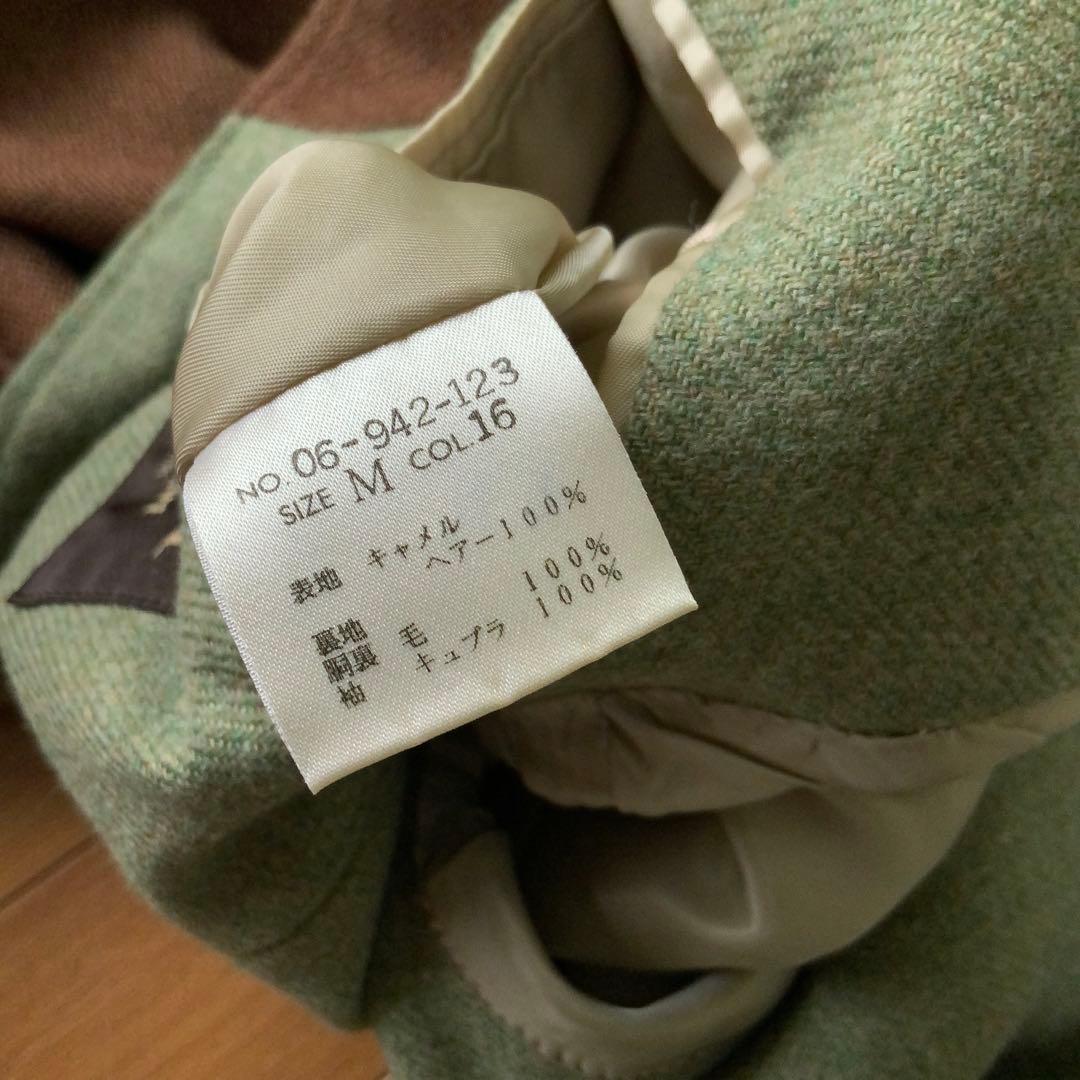 NO. 06-942-123
SIZE M COL. 16
表地 キャメル
ヘアー100%
裏地
胴裏 毛 100%
袖 キュプラ 100%